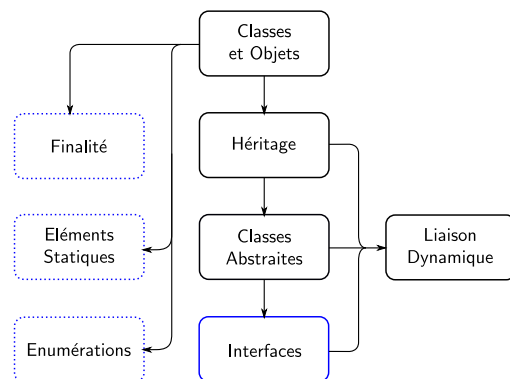 Classes
et Objets
Finalité
Héritage
Eléments
Statiques
Classes
Abstraites
Liaison
Dynamique
Enumérations
Interfaces